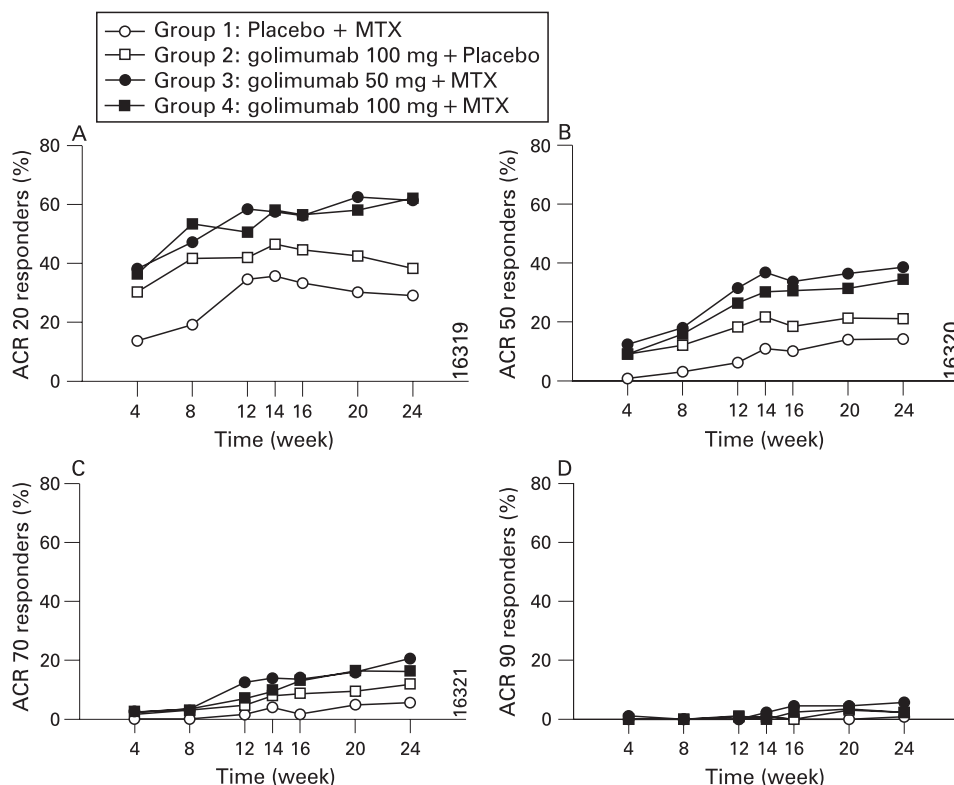 Group 1: Placebo + MTX
Group 2: golimumab 100 mg + Placebo
Group 3: golimumab 50 mg + MTX
Group 4: golimumab 100 mg + MTX
A
ACR 20 responders (%)
80
60
40
20
0
4 8 12 14 16 20 24
Time (week)
16319
B
ACR 50 responders (%)
80
60
40
20
0
4 8 12 14 16 20 24
Time (week)
16320
C
ACR 70 responders (%)
80
60
40
20
0
4 8 12 14 16 20 24
Time (week)
16321
D
ACR 90 responders (%)
80
60
40
20
0
4 8 12 14 16 20 24
Time (week)